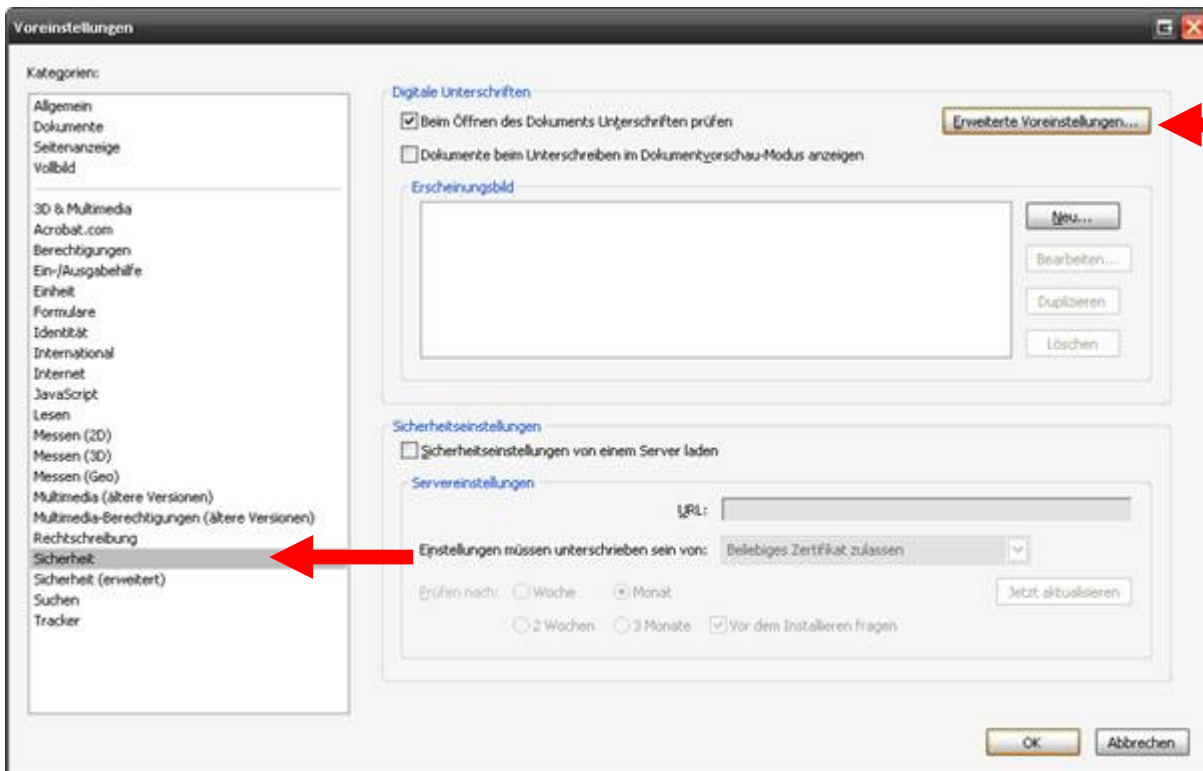 Voreinstellungen
Kategorien:
Allgemein
Dokumente
Seitenanzeige
Vollbild
3D & Multimedia
Acrobat.com
Berechtigungen
Ein-/Ausgabehilfe
Einheit
Formulare
Identität
International
Internet
JavaScript
Lesen
Messen (2D)
Messen (3D)
Messen (Geo)
Multimedia (ältere Versionen)
Multimedia-Berechtigungen (ältere Versionen)
Rechtschreibung
Sicherheit
Sicherheit (erweitert)
Suchen
Tracker
Digitale Unterschriften
Beim Öffnen des Dokuments Unterschriften prüfen
Erweiterte Voreinstellungen...
Dokumente beim Unterschreiben im Dokumentvorschau-Modus anzeigen
Erscheinungsbild
Neu...
Bearbeiten...
Duplizieren
Löschen
Sicherheitseinstellungen
Sicherheitseinstellungen von einem Server laden
Servereinstellungen
URL:
Einstellungen müssen unterschrieben sein von: Beliebiges Zertifikat zulassen
Prüfen nach: Woche Monat Jetzt aktualisieren
2 Wochen 3 Monate Vor dem Installieren fragen
OK Abbrechen